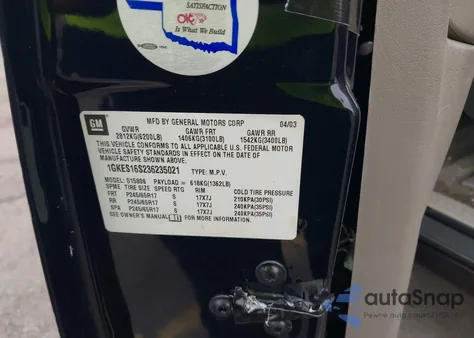 SATISFACTION
OK
Is What We Build
GM
MFD BY GENERAL MOTORS CORP 04/03
GVWR GAWR FRT GAWR RR
2812KG(6200LB) 1406KG(3100LB) 1542KG(3400LB)
THIS VEHICLE CONFORMS TO ALL APPLICABLE U.S. FEDERAL MOTOR
VEHICLE SAFETY STANDARDS IN EFFECT ON THE DATE OF
MANUFACTURE SHOWN ABOVE.
1GKES16S236235021 TYPE: M.P.V.
MODEL: S15806 PAYLOAD = 618KG(1362LB)
SPME TIRE SIZE SPEED RTG RIM COLD TIRE PRESSURE
FRT P245/65R17 S 17X7J 210KPA(30PSI)
RR P245/65R17 S 17X7J 240KPA(35PSI)
SPA P245/65R17 S 17X7J 240KPA(35PSI)
SEE OWNER'S MANUAL FOR MORE INFORMATION.
autoSnap